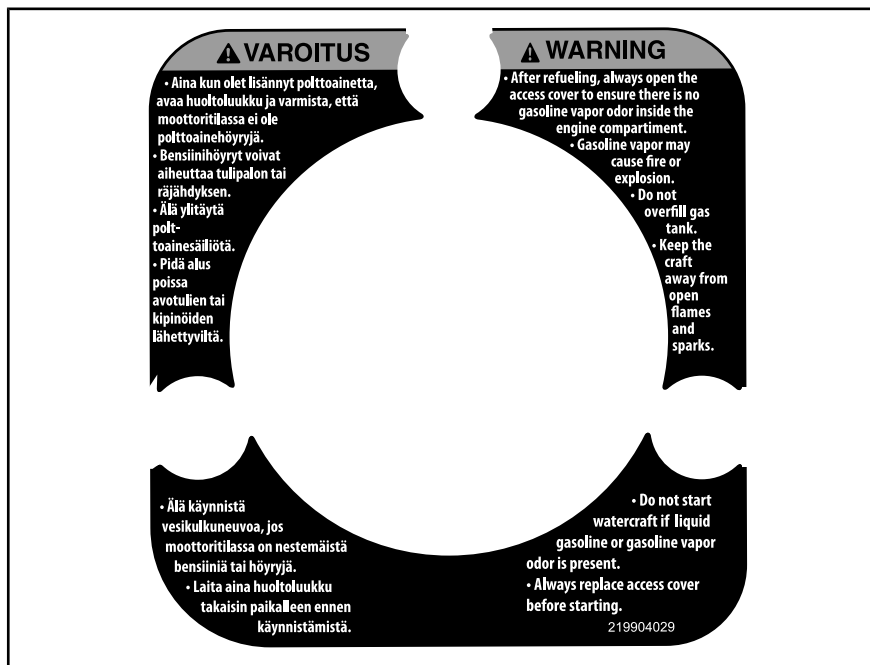 VAROITUS
• Aina kun olet lisännyt polttoainetta,
avaa huoltoluukku ja varmista, että
moottoritilassa ei ole
polttoainehöyryjä.
• Bensiinihöyryt voivat
aiheuttaa tulipalon tai
räjähdyksen.
• Älä ylitäytä
polt-
toainesäiliötä.
• Pidä alus
poissa
avotulien tai
kipinöiden
lähettyviltä.
• Älä käynnistä
vesikulkuneuvoa, jos
moottoritilassa on nestemäistä
bensiiniä tai höyryjä.
• Laita aina huoltoluukku
takaisin paikalleen ennen
käynnistämistä.
WARNING
• After refueling, always open the
access cover to ensure there is no
gasoline vapor odor inside the
engine compartiment.
• Gasoline vapor may
cause fire or
explosion.
• Do not
overfill gas
tank.
• Keep the
craft
away from
open
flames
and
sparks.
• Do not start
watercraft if liquid
gasoline or gasoline vapor
odor is present.
• Always replace access cover
before starting.
219904029